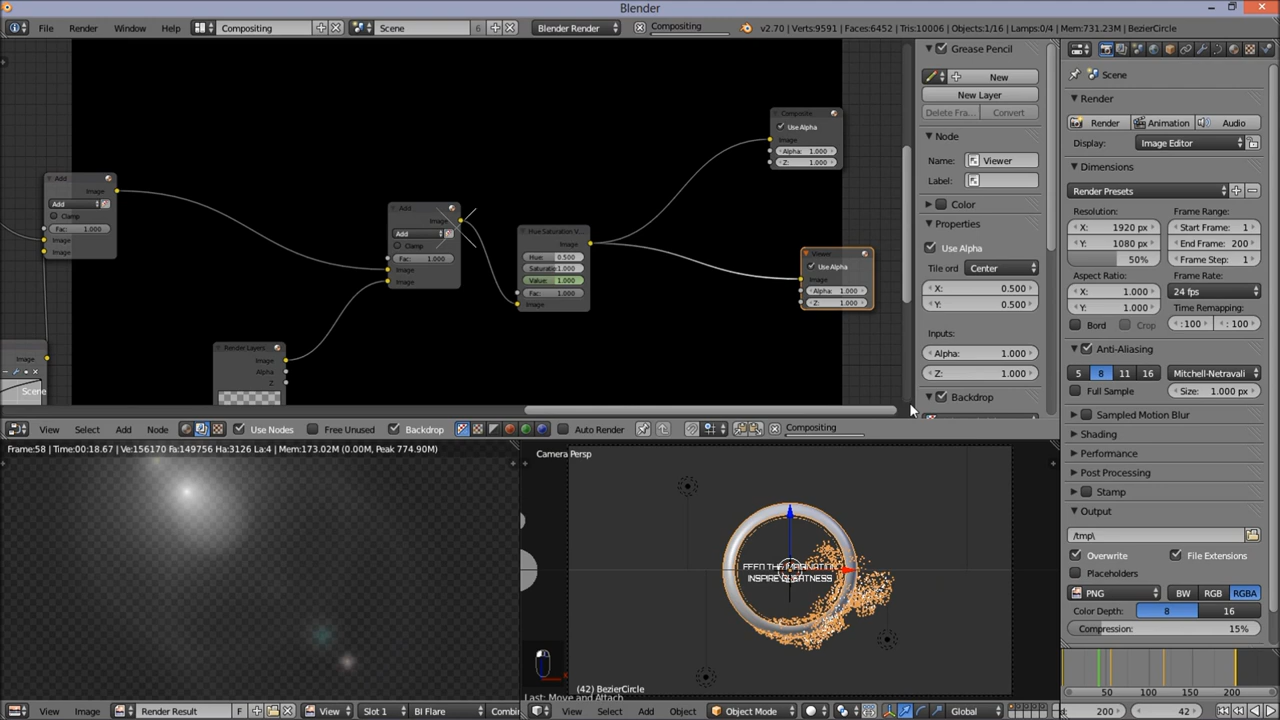 Blender
File Render Window Help Compositing Scene 6 Blender Render Compositing v2.70 | Verts:9591 | Faces:6452 | Tris:10006 | Objects:1/16 | Lamps:0/4 | Mem:731.23M | BezierCircle
Grease Pencil
New
New Layer
Delete Fra... Convert
Node
Name: Viewer
Label:
Color
Properties
Use Alpha
Tile ord Center
X: 0.500
Y: 0.500
Inputs:
Alpha: 1.000
Z: 1.000
Backdrop
Composite
Use Alpha
Image
Alpha: 1.000
Z: 1.000
Add
Image
Add
Clamp
Fac: 1.000
Image
Image
Add
Image
Add
Clamp
Fac: 1.000
Image
Image
Hue Saturation V...
Image
Hue: 0.500
Saturatic 1.000
Value: 1.000
Fac: 1.000
Image
Viewer
Use Alpha
Image
Alpha: 1.000
Z: 1.000
Render Layers
Image
Alpha
Z
Image
Scene
View Select Add Node Use Nodes Free Unused Backdrop Auto Render Compositing
Frame:58 | Time:00:18.67 | Ve:156170 Fa:149756 Ha:3126 La:4 | Mem:173.02M (0.00M, Peak 774.90M)
Camera Persp
INSPIRE GREATNESS
(42) BezierCircle
Last: Move and Attach
View Image Render Result F View Slot 1 BI Flare Combi
View Select Add Object Object Mode Global
Scene
Render
Render Animation Audio
Display: Image Editor
Dimensions
Render Presets
Resolution: Frame Range:
X: 1920 px Start Frame: 1
Y: 1080 px End Frame: 200
50% Frame Step: 1
Aspect Ratio: Frame Rate:
X: 1.000 24 fps
Y: 1.000 Time Remapping:
Bord Crop :100 :100
Anti-Aliasing
5 8 11 16 Mitchell-Netravali
Full Sample Size: 1.000 px
Sampled Motion Blur
Shading
Performance
Post Processing
Stamp
Output
/tmp\
Overwrite File Extensions
Placeholders
PNG BW RGB RGBA
Color Depth: 8 16
Compression: 15%
50 100 150 200
200 42